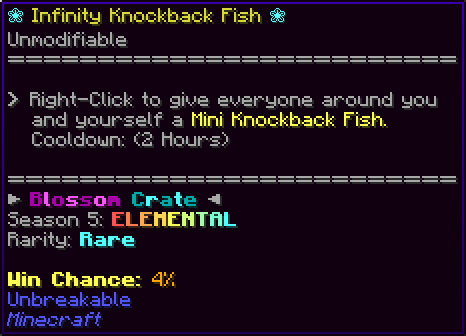 ❀ Infinity Knockback Fish ❀
Unmodifiable
==============================
> Right-Click to give everyone around you
and yourself a Mini Knockback Fish.
Cooldown: (2 Hours)
==============================
► Blossom Crate ◄
Season 5: ELEMENTAL
Rarity: Rare
Win Chance: 4%
Unbreakable
Minecraft